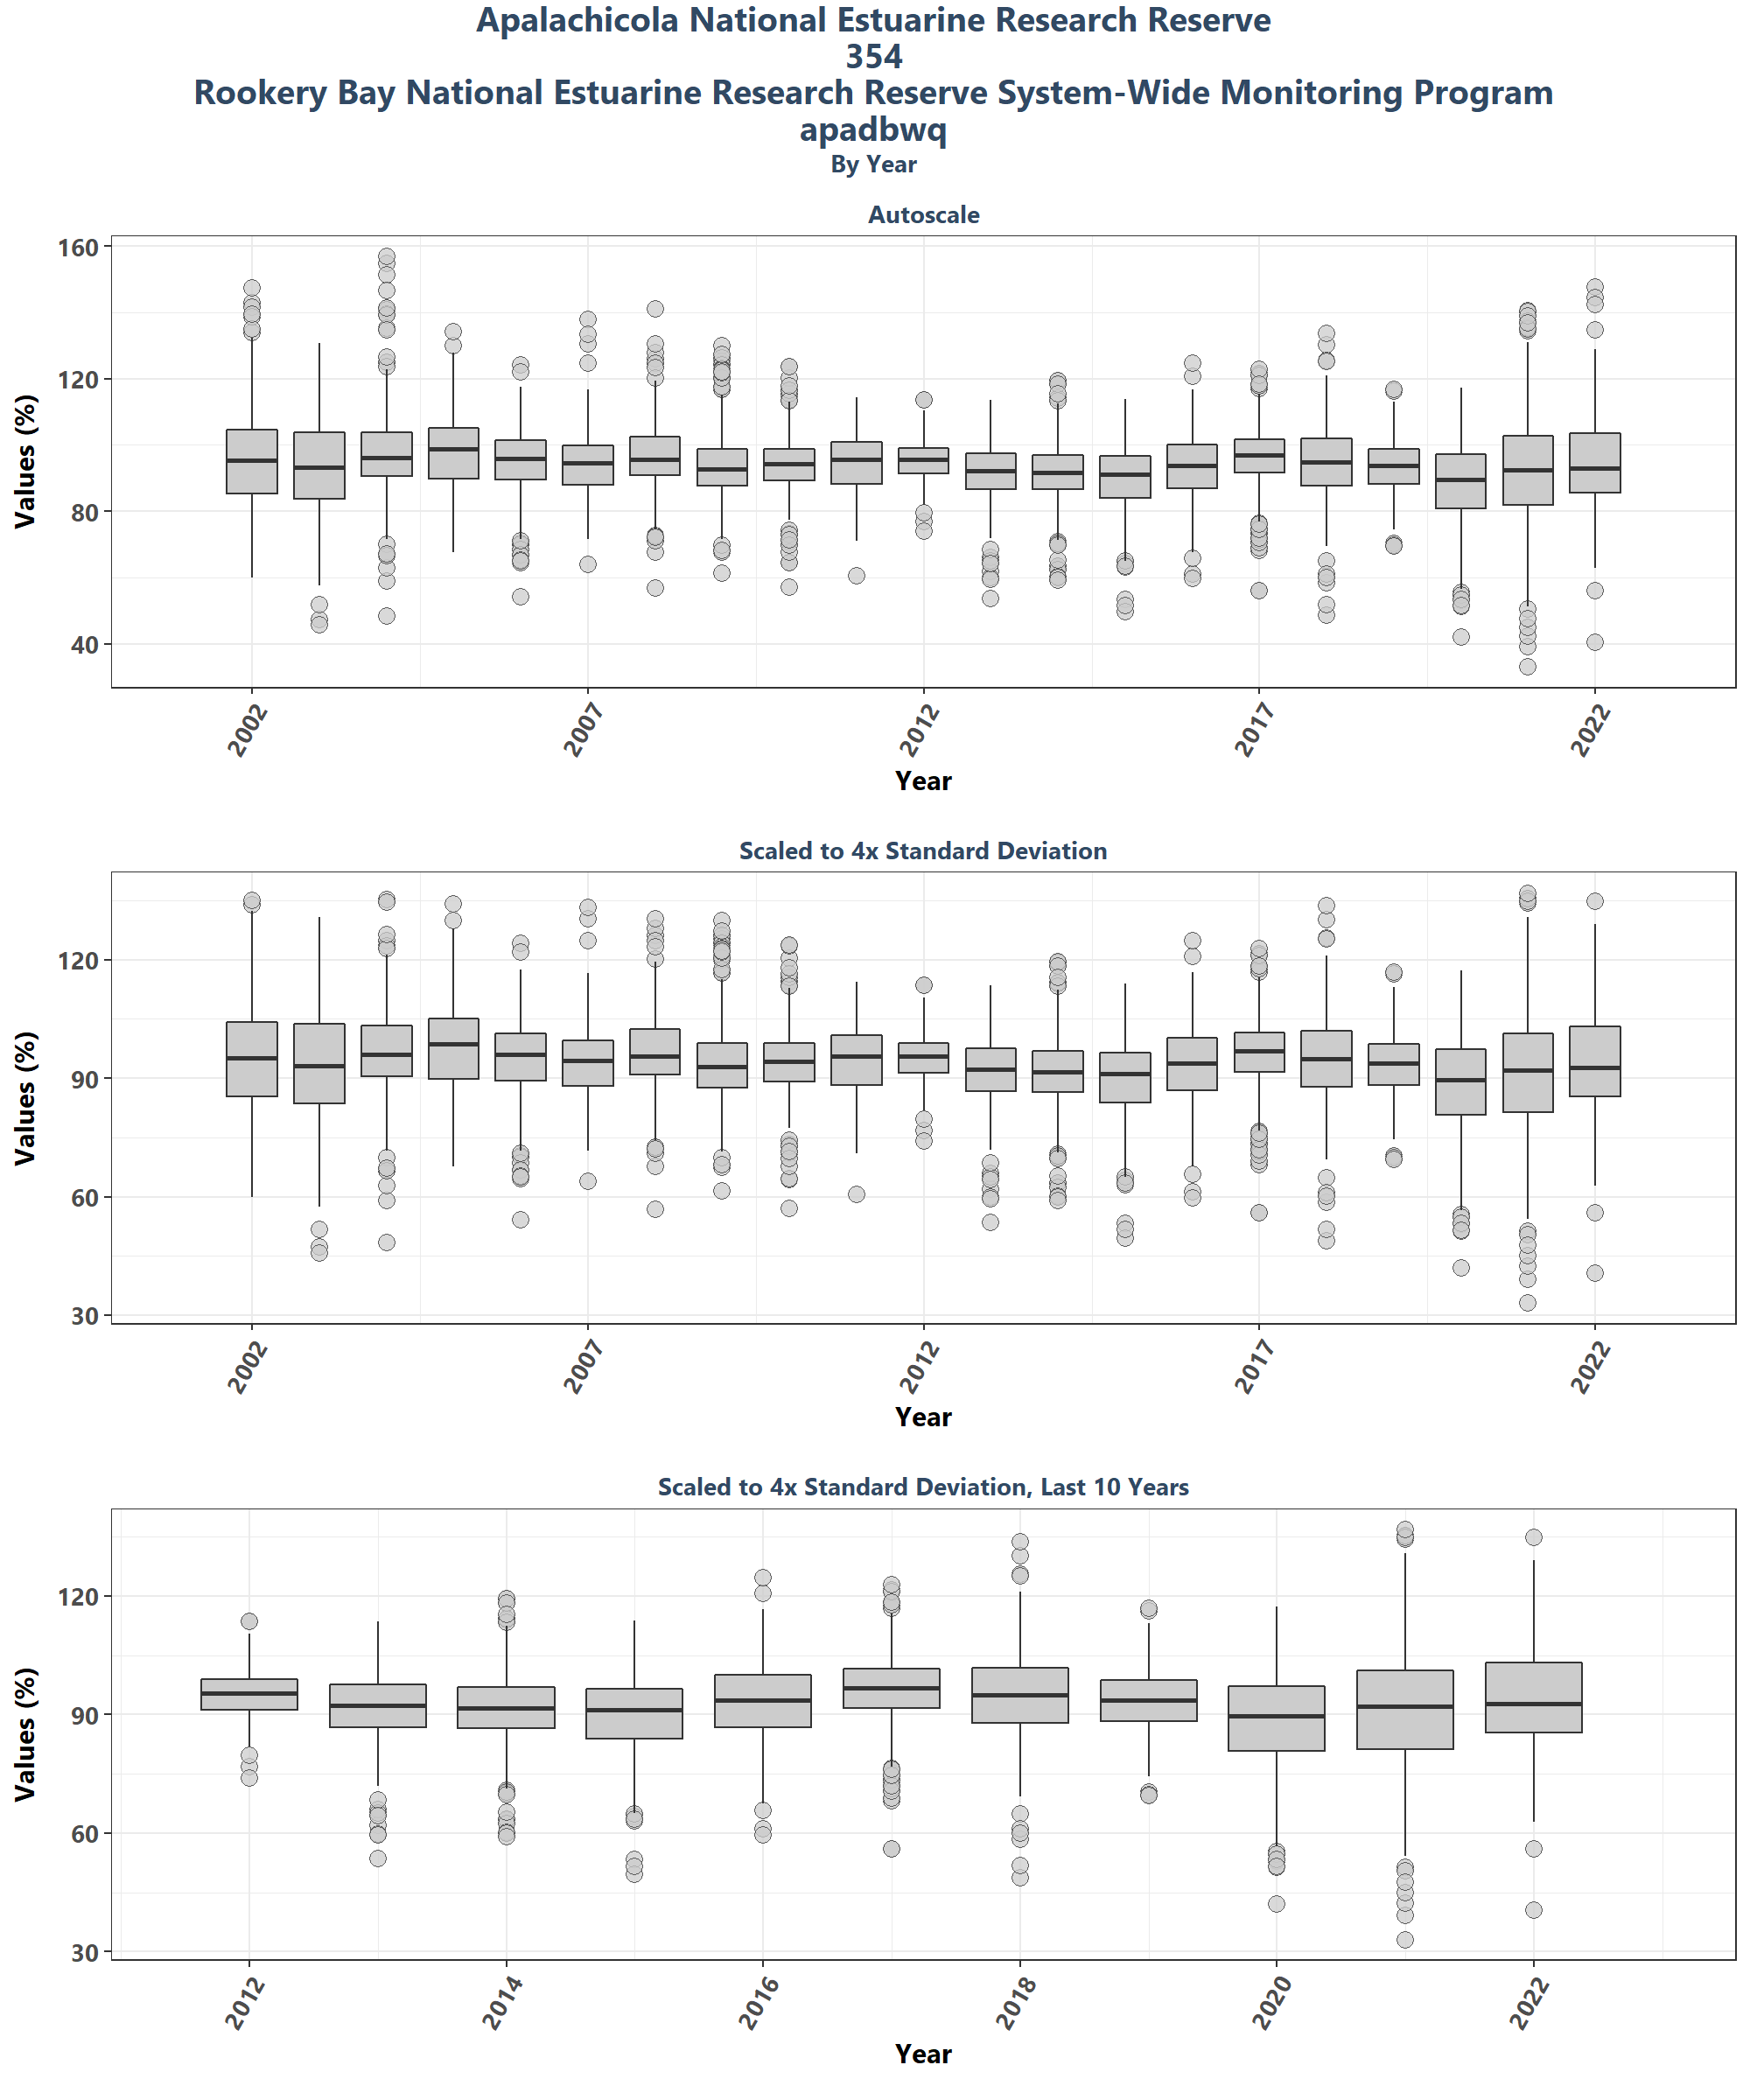 Apalachicola National Estuarine Research Reserve
354
Rookery Bay National Estuarine Research Reserve System-Wide Monitoring Program
apadbwq
By Year
Autoscale
Values (%)
160
120
80
40
2002
2007
2012
2017
2022
Year
Scaled to 4x Standard Deviation
Values (%)
120
90
60
30
2002
2007
2012
2017
2022
Year
Scaled to 4x Standard Deviation, Last 10 Years
Values (%)
120
90
60
30
2012
2014
2016
2018
2020
2022
Year